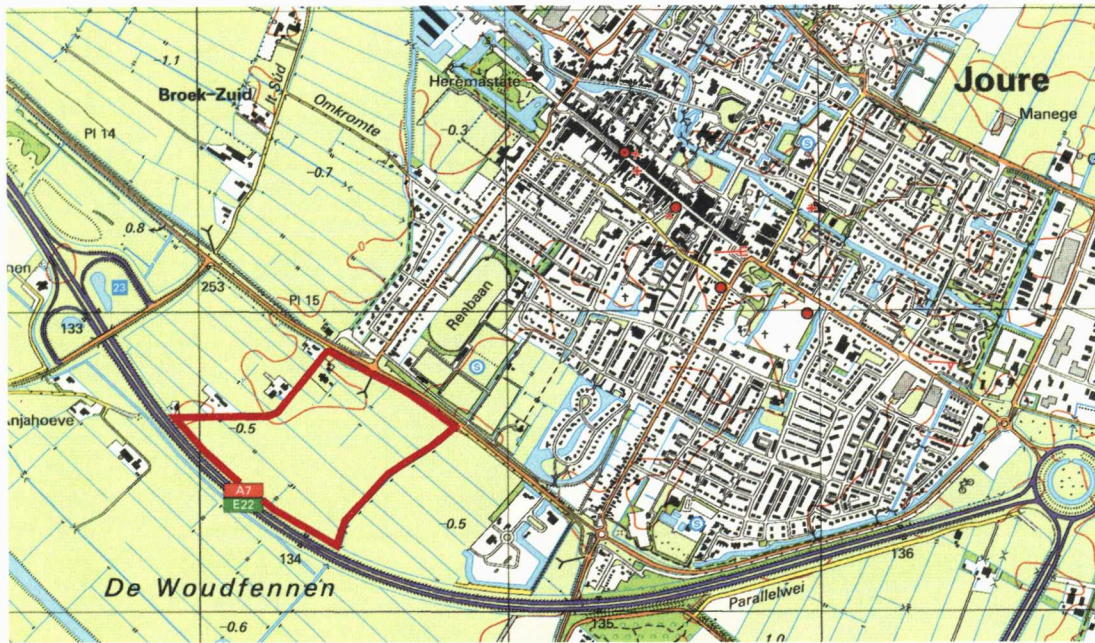 -1.1
Broek-Zuid
It Sûd
Omkromte
Heremastate
Joure
Manege
-0.3
-0.7
Pl 14
0.8
S
253
23
133
Pl 15
Renbaan
S
-0.5
A7
E22
-0.5
134
De Woudfennen
-0.6
135
S
136
Parallelwei
1.0